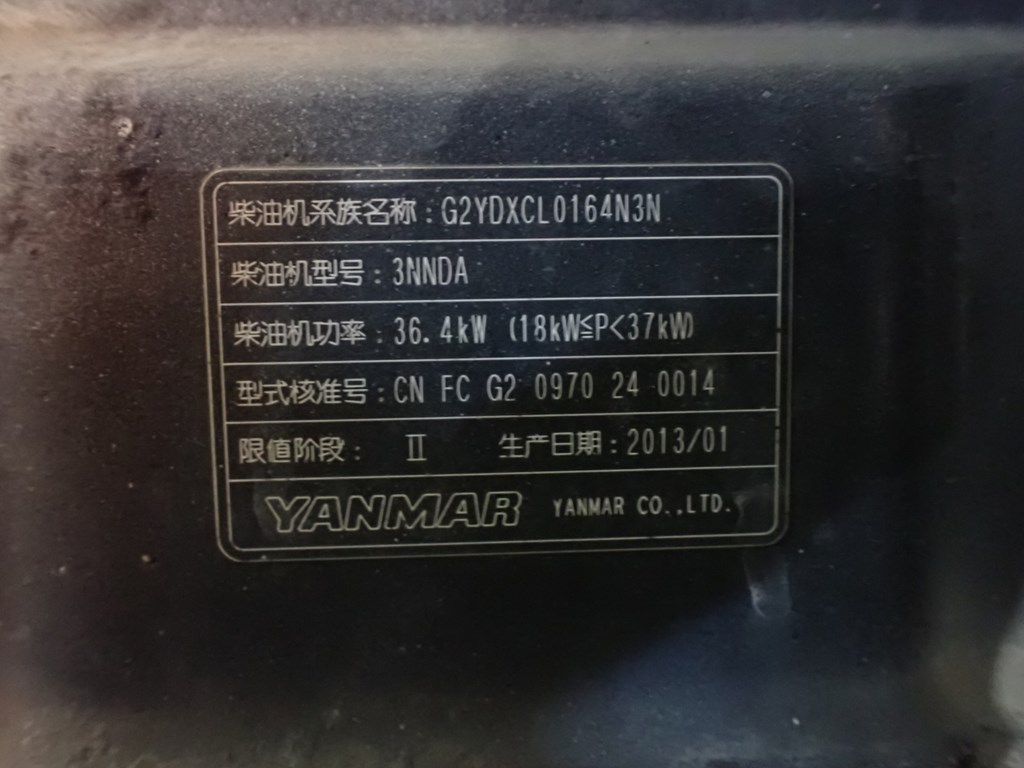 柴油机系族名称：G2YDXCL0164N3N
柴油机型号：3NNDA
柴油机功率：36.4kW (18kW≦P<37kW)
型式核准号：CN FC G2 0970 24 0014
限值阶段： Ⅱ 生产日期：2013/01
YANMAR YANMAR CO.,LTD.